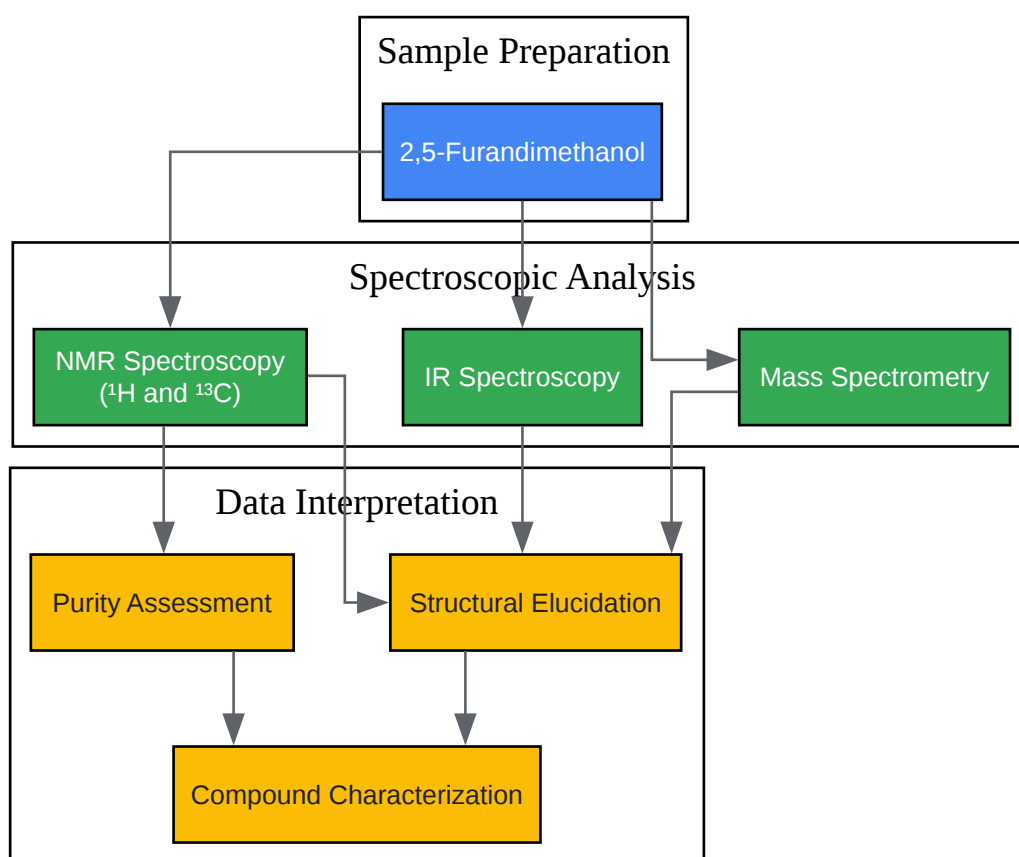 Sample Preparation
2,5-Furandimethanol
Spectroscopic Analysis
NMR Spectroscopy
(¹H and ¹³C)
IR Spectroscopy
Mass Spectrometry
Data Interpretation
Purity Assessment
Structural Elucidation
Compound Characterization